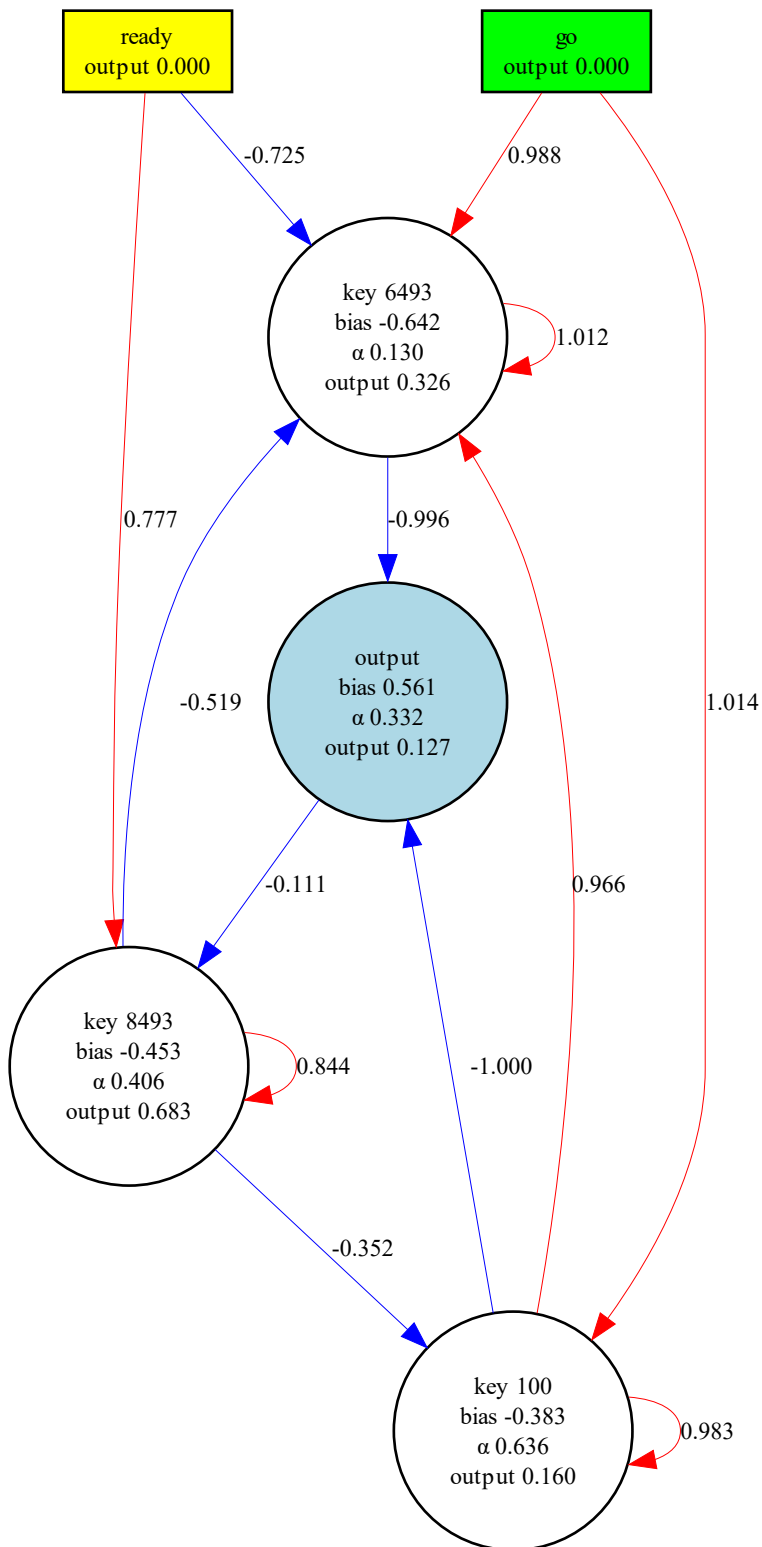 ready
output 0.000
go
output 0.000
-0.725
0.988
key 6493
bias -0.642
α 0.130
output 0.326
1.012
0.777
-0.996
-0.519
output
bias 0.561
α 0.332
output 0.127
1.014
-0.111
0.966
key 8493
bias -0.453
α 0.406
output 0.683
0.844
-1.000
-0.352
key 100
bias -0.383
α 0.636
output 0.160
0.983